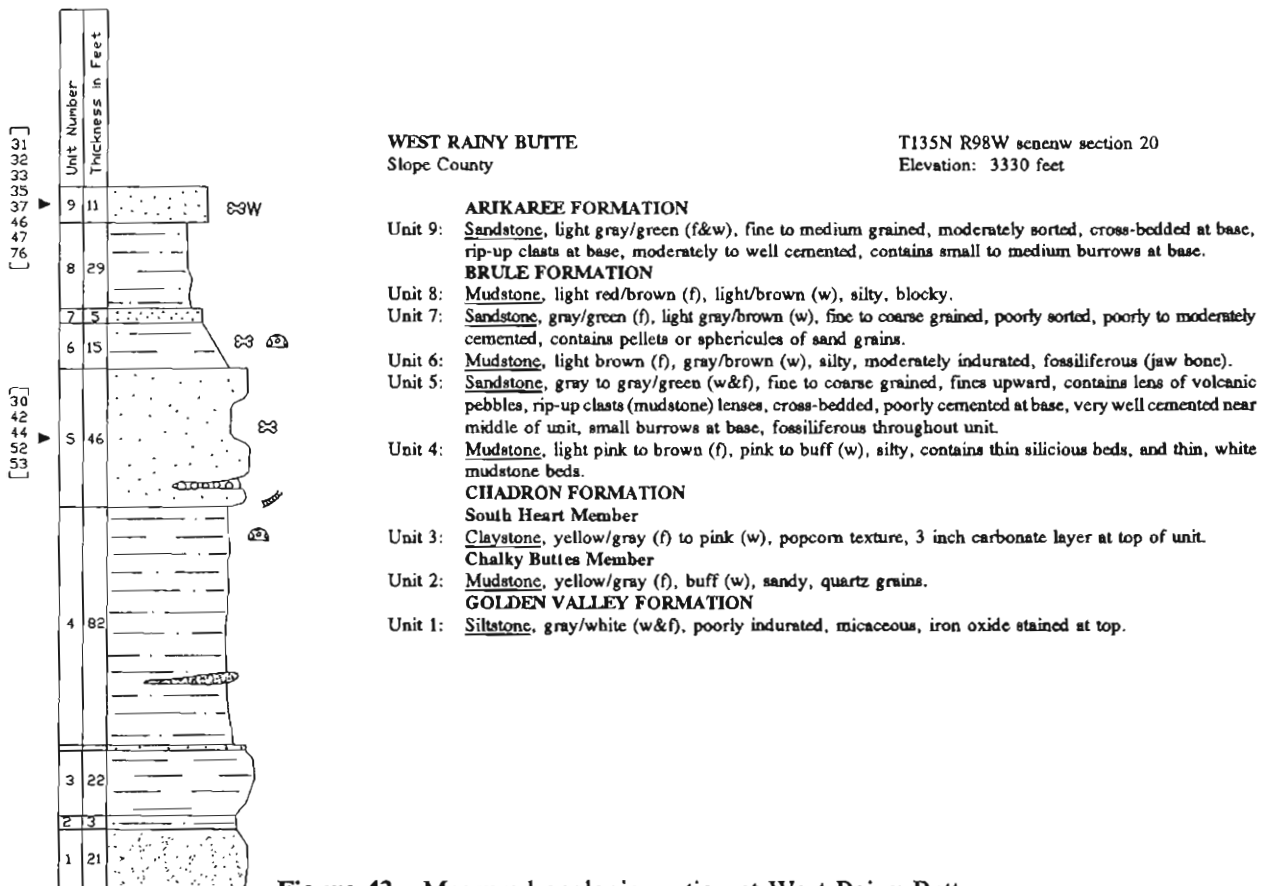 Unit Number
Thickness in Feet
31
32
33
35
37
46
47
76
9 11
W
8 29
7 5
6 15
30
42
44
52
53
5 46
4 82
3 22
2 3
1 21
WEST RAINY BUTTE
Slope County
T135N R98W senenw section 20
Elevation: 3330 feet
ARIKAREE FORMATION
Unit 9: Sandstone, light gray/green (f&w), fine to medium grained, moderately sorted, cross-bedded at base,
rip-up clasts at base, moderately to well cemented, contains small to medium burrows at base.
BRULE FORMATION
Unit 8: Mudstone, light red/brown (f), light/brown (w), silty, blocky.
Unit 7: Sandstone, gray/green (f), light gray/brown (w), fine to coarse grained, poorly sorted, poorly to moderately
cemented, contains pellets or sphericules of sand grains.
Unit 6: Mudstone, light brown (f), gray/brown (w), silty, moderately indurated, fossiliferous (jaw bone).
Unit 5: Sandstone, gray to gray/green (w&f), fine to coarse grained, fines upward, contains lens of volcanic
pebbles, rip-up clasts (mudstone) lenses, cross-bedded, poorly cemented at base, very well cemented near
middle of unit, small burrows at base, fossiliferous throughout unit.
Unit 4: Mudstone, light pink to brown (f), pink to buff (w), silty, contains thin silicious beds, and thin, white
mudstone beds.
CHADRON FORMATION
South Heart Member
Unit 3: Claystone, yellow/gray (f) to pink (w), popcorn texture, 3 inch carbonate layer at top of unit.
Chalky Buttes Member
Unit 2: Mudstone, yellow/gray (f), buff (w), sandy, quartz grains.
GOLDEN VALLEY FORMATION
Unit 1: Siltstone, gray/white (w&f), poorly indurated, micaceous, iron oxide stained at top.